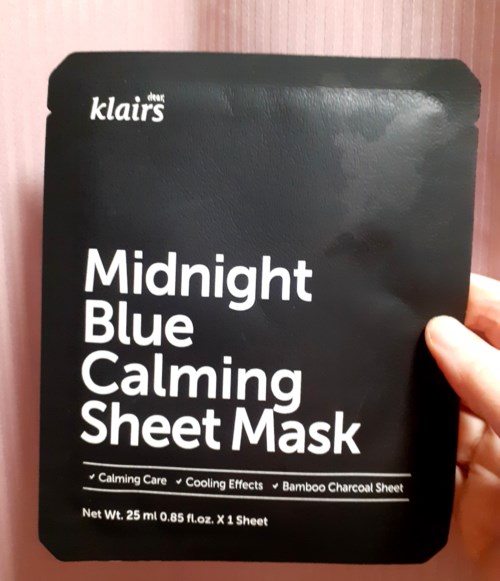 dear,
klairs
Midnight
Blue
Calming
Sheet Mask
✓ Calming Care ✓ Cooling Effects ✓ Bamboo Charcoal Sheet
Net Wt. 25 ml 0.85 fl.oz. X 1 Sheet